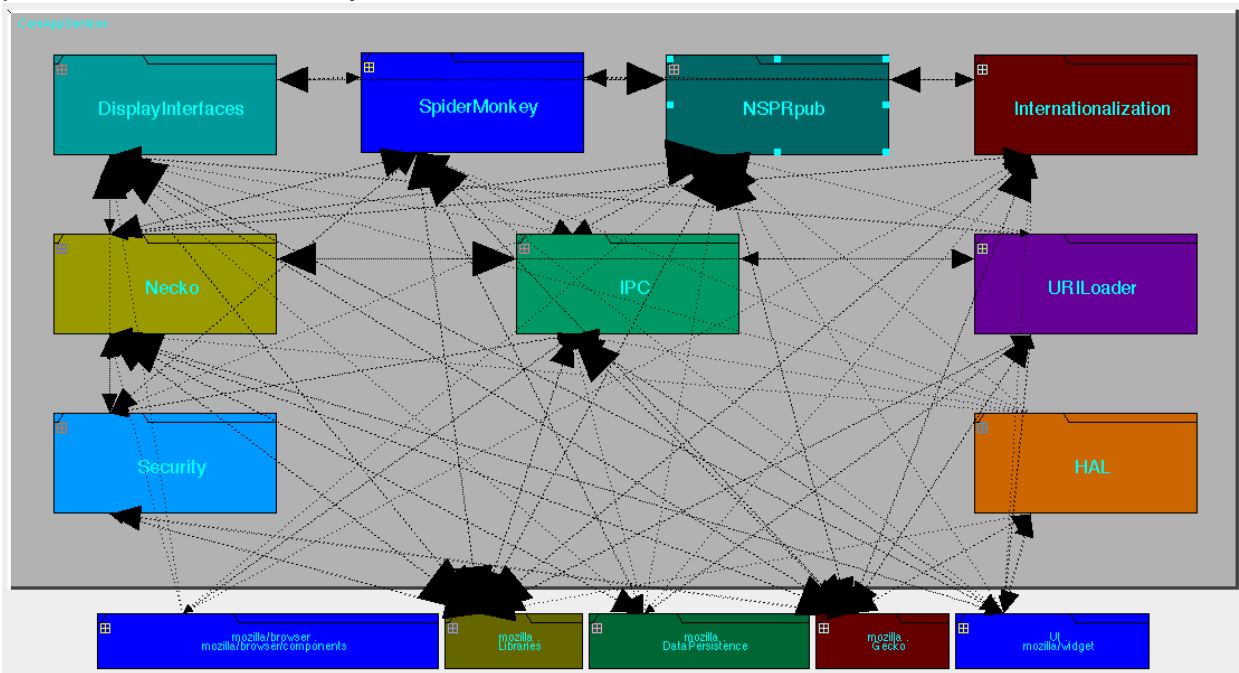 CoreAppServices
DisplayInterfaces
SpiderMonkey
NSPRpub
Internationalization
Necko
IPC
URILoader
Security
HAL
mozilla/browser .
mozilla/browser/components
mozilla .
Libraries
mozilla .
DataPersistence
mozilla .
Gecko
UI .
mozilla/widget